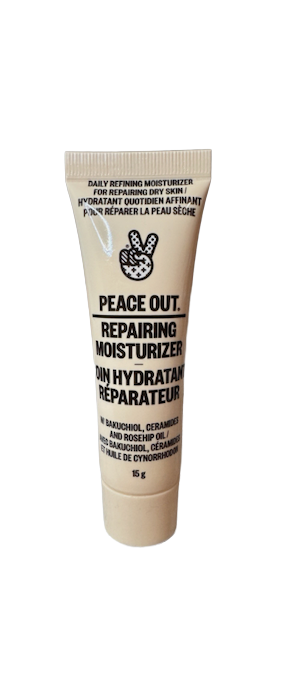 DAILY REFINING MOISTURIZER
FOR REPAIRING DRY SKIN /
HYDRATANT QUOTIDIEN AFFINANT
POUR RÉPARER LA PEAU SÈCHE
PEACE OUT.
REPAIRING
MOISTURIZER
OIN HYDRATANT
RÉPARATEUR
W/ BAKUCHIOL, CERAMIDES
AND ROSEHIP OIL /
BAKUCHIOL, CÉRAMIDES
ET HUILE DE CYNORRHODON
15 g